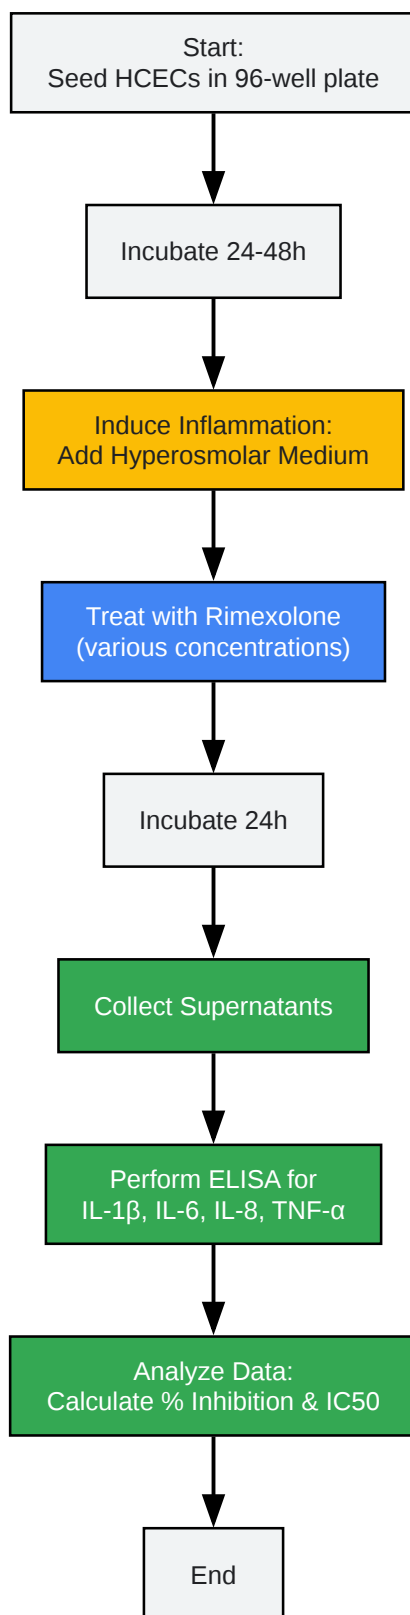 Start:
Seed HCECs in 96-well plate
Incubate 24-48h
Induce Inflammation:
Add Hyperosmolar Medium
Treat with Rimexolone
(various concentrations)
Incubate 24h
Collect Supernatants
Perform ELISA for
IL-1β, IL-6, IL-8, TNF-α
Analyze Data:
Calculate % Inhibition & IC50
End